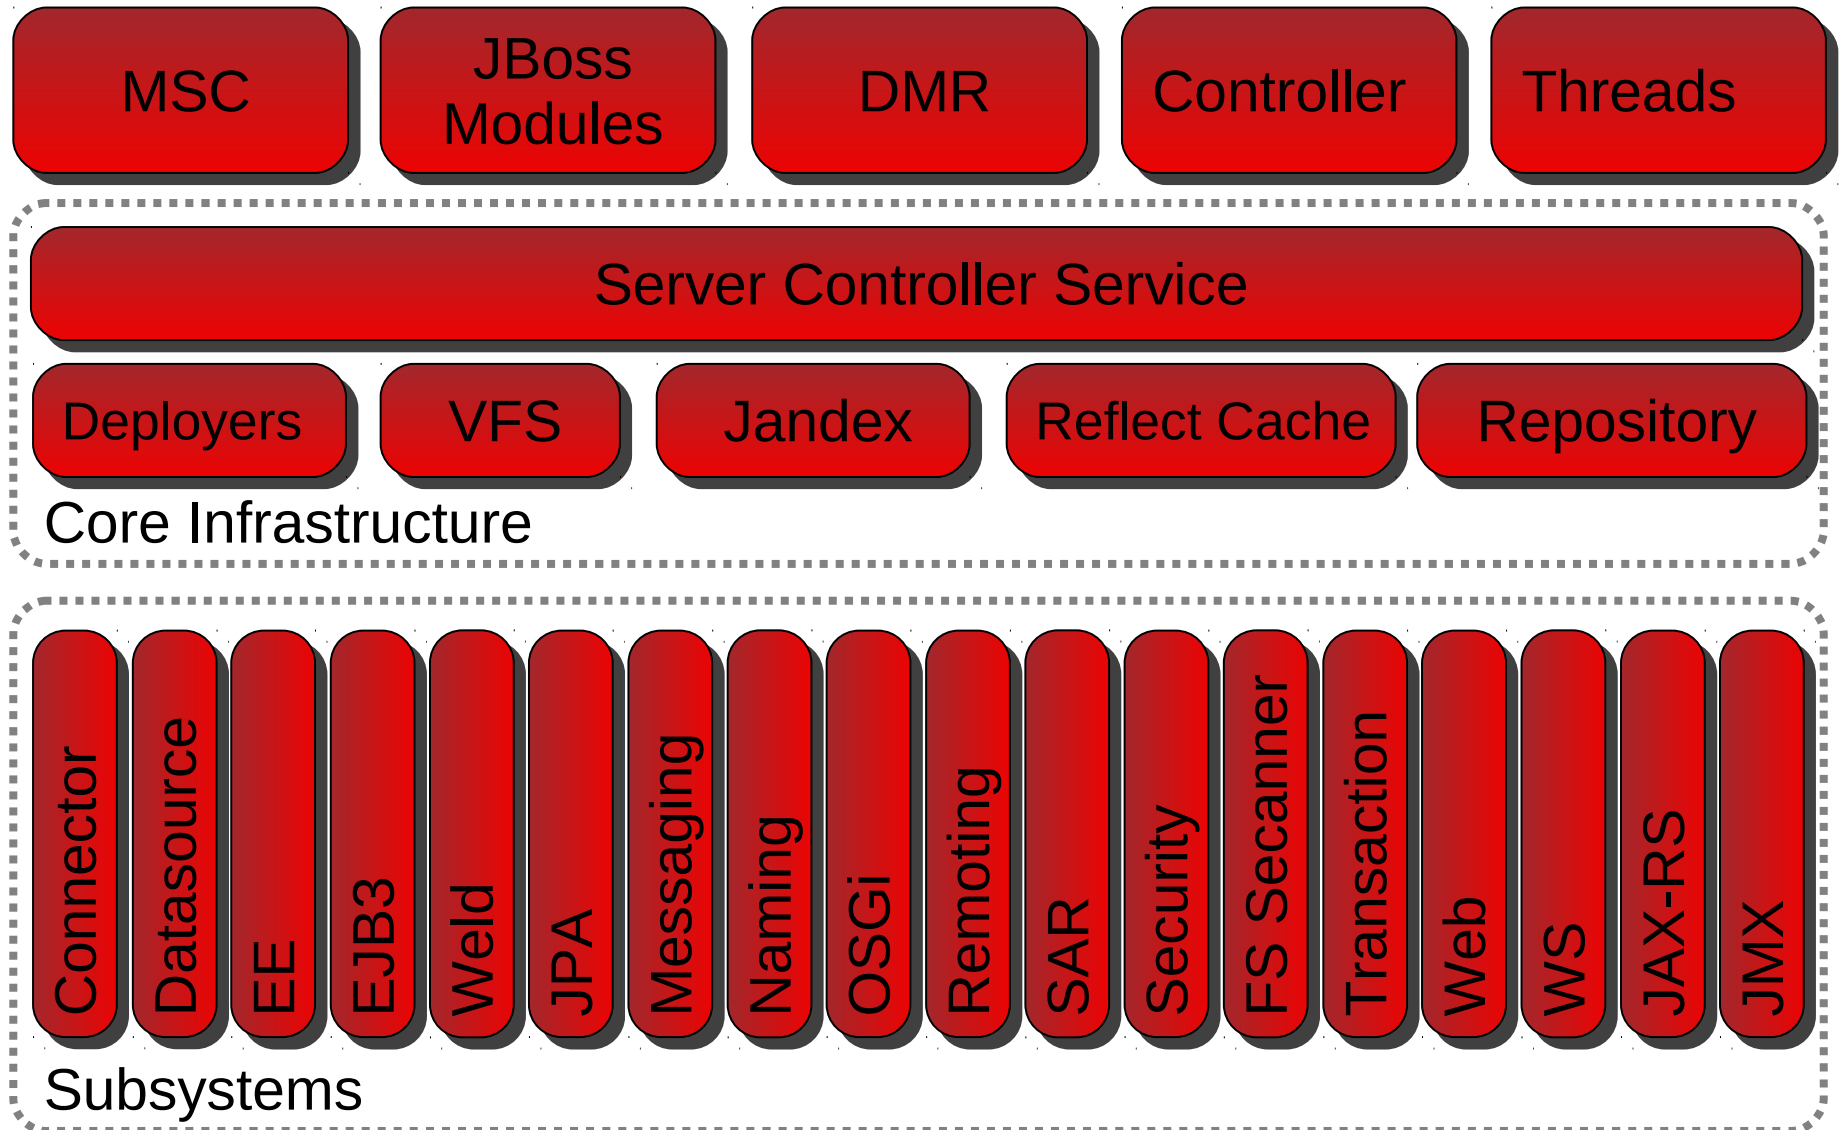 MSC
JBoss
Modules
DMR
Controller
Threads
Server Controller Service
Deployers
VFS
Jandex
Reflect Cache
Repository
Core Infrastructure
Connector
Datasource
EE
EJB3
Weld
JPA
Messaging
Naming
OSGi
Remoting
SAR
Security
FS Secanner
Transaction
Web
WS
JAX-RS
JMX
Subsystems